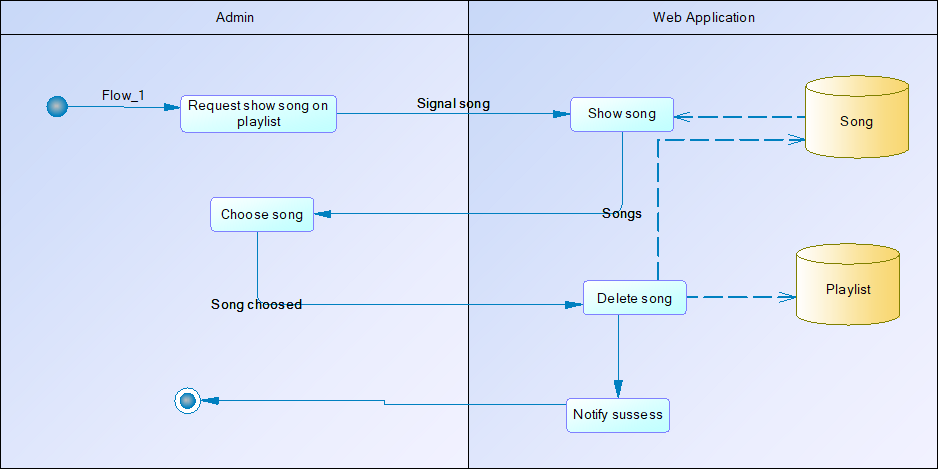 Admin
Web Application
Flow_1
Request show song on
playlist
Signal song
Show song
Song
Choose song
Songs
Song choosed
Delete song
Playlist
Notify sussess